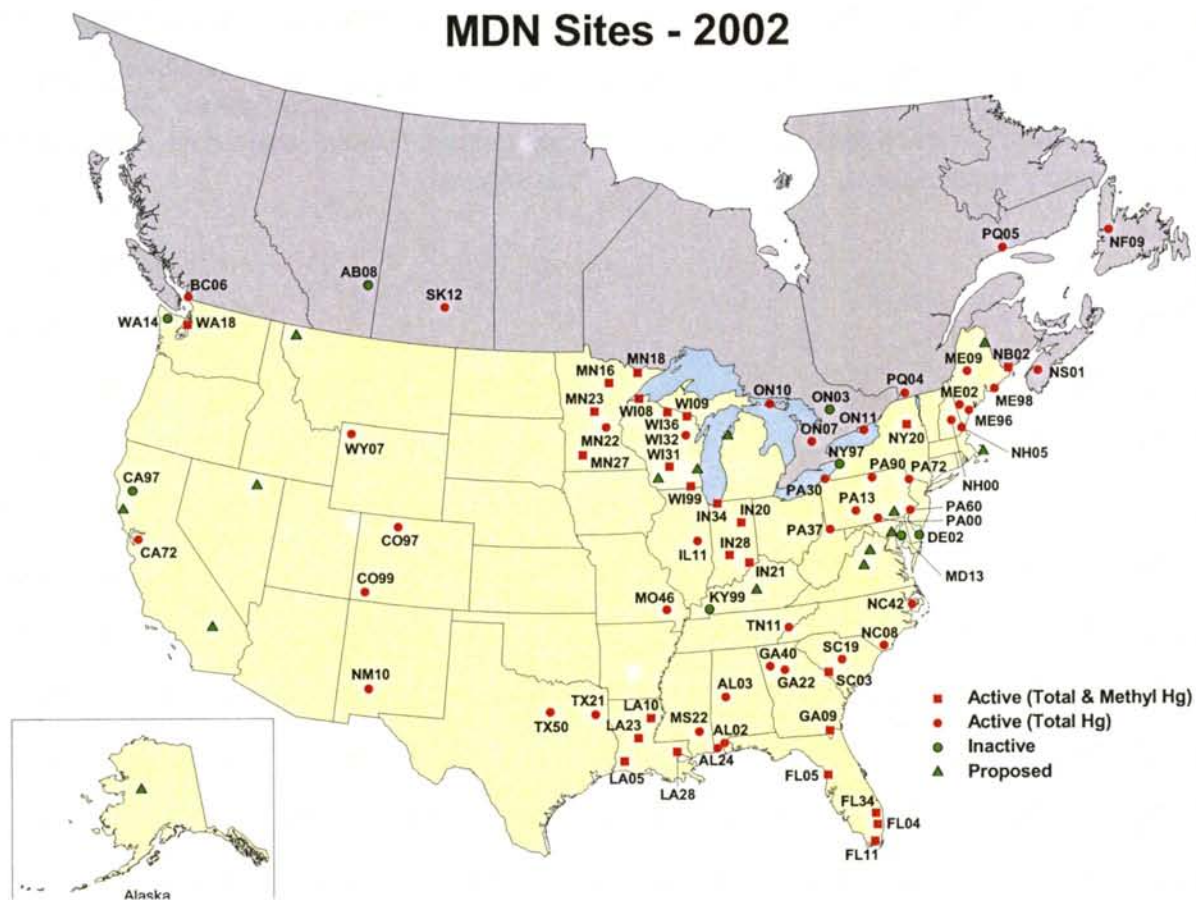 MDN Sites - 2002
PQ05
NF09
AB08
BC06
SK12
WA14
WA18
MN18
MN16
ME09
NB02
NS01
ON10
ON03
PQ04
ME02
MN23
WI08
WI09
ME98
WI36
ON11
ON07
ME96
WI32
MN22
WY07
NY20
WI31
NH05
MN27
NY97
CA97
PA90
PA72
NH00
WI99
PA30
PA13
IN20
PA60
IN34
PA00
PA37
CO97
DE02
CA72
IL11
IN28
IN21
MD13
CO99
MO46
KY99
NC42
TN11
NC08
GA40
SC19
NM10
GA22
SC03
AL03
Active (Total & Methyl Hg)
TX21
LA10
GA09
Active (Total Hg)
TX50
LA23
MS22
AL02
Inactive
AL24
LA05
FL05
Proposed
LA28
FL34
FL04
FL11
Alaska